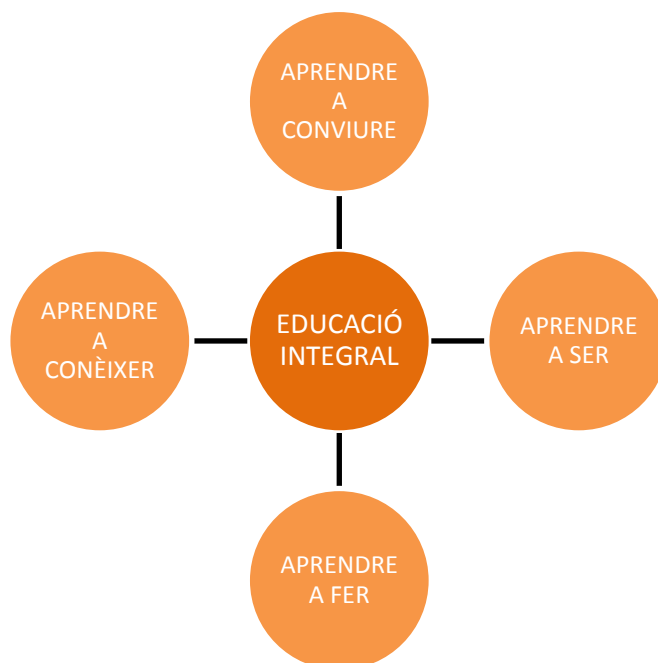 APRENDRE
A
CONVIURE
APRENDRE
A
CONÈIXER
EDUCACIÓ
INTEGRAL
APRENDRE
A SER
APRENDRE
A FER